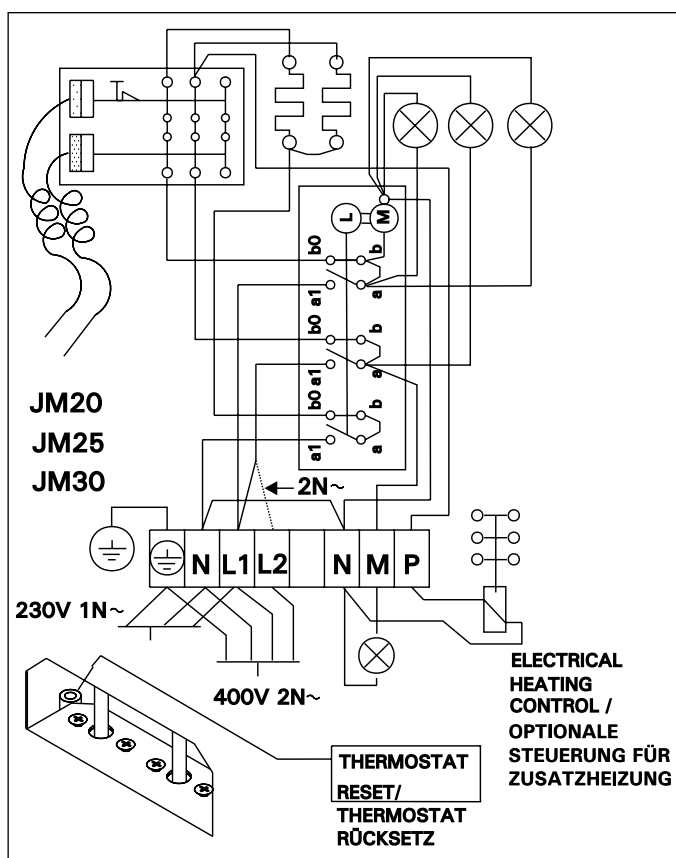 L M
b0 b
a1 a
b0 b
a1 a
b0 b
a1 a
JM20
JM25
JM30
2N~
N L1 L2 N M P
230V 1N~
400V 2N~
ELECTRICAL
HEATING
CONTROL /
OPTIONALE
STEUERUNG FÜR
ZUSATZHEIZUNG
THERMOSTAT
RESET/
THERMOSTAT
RÜCKSETZ